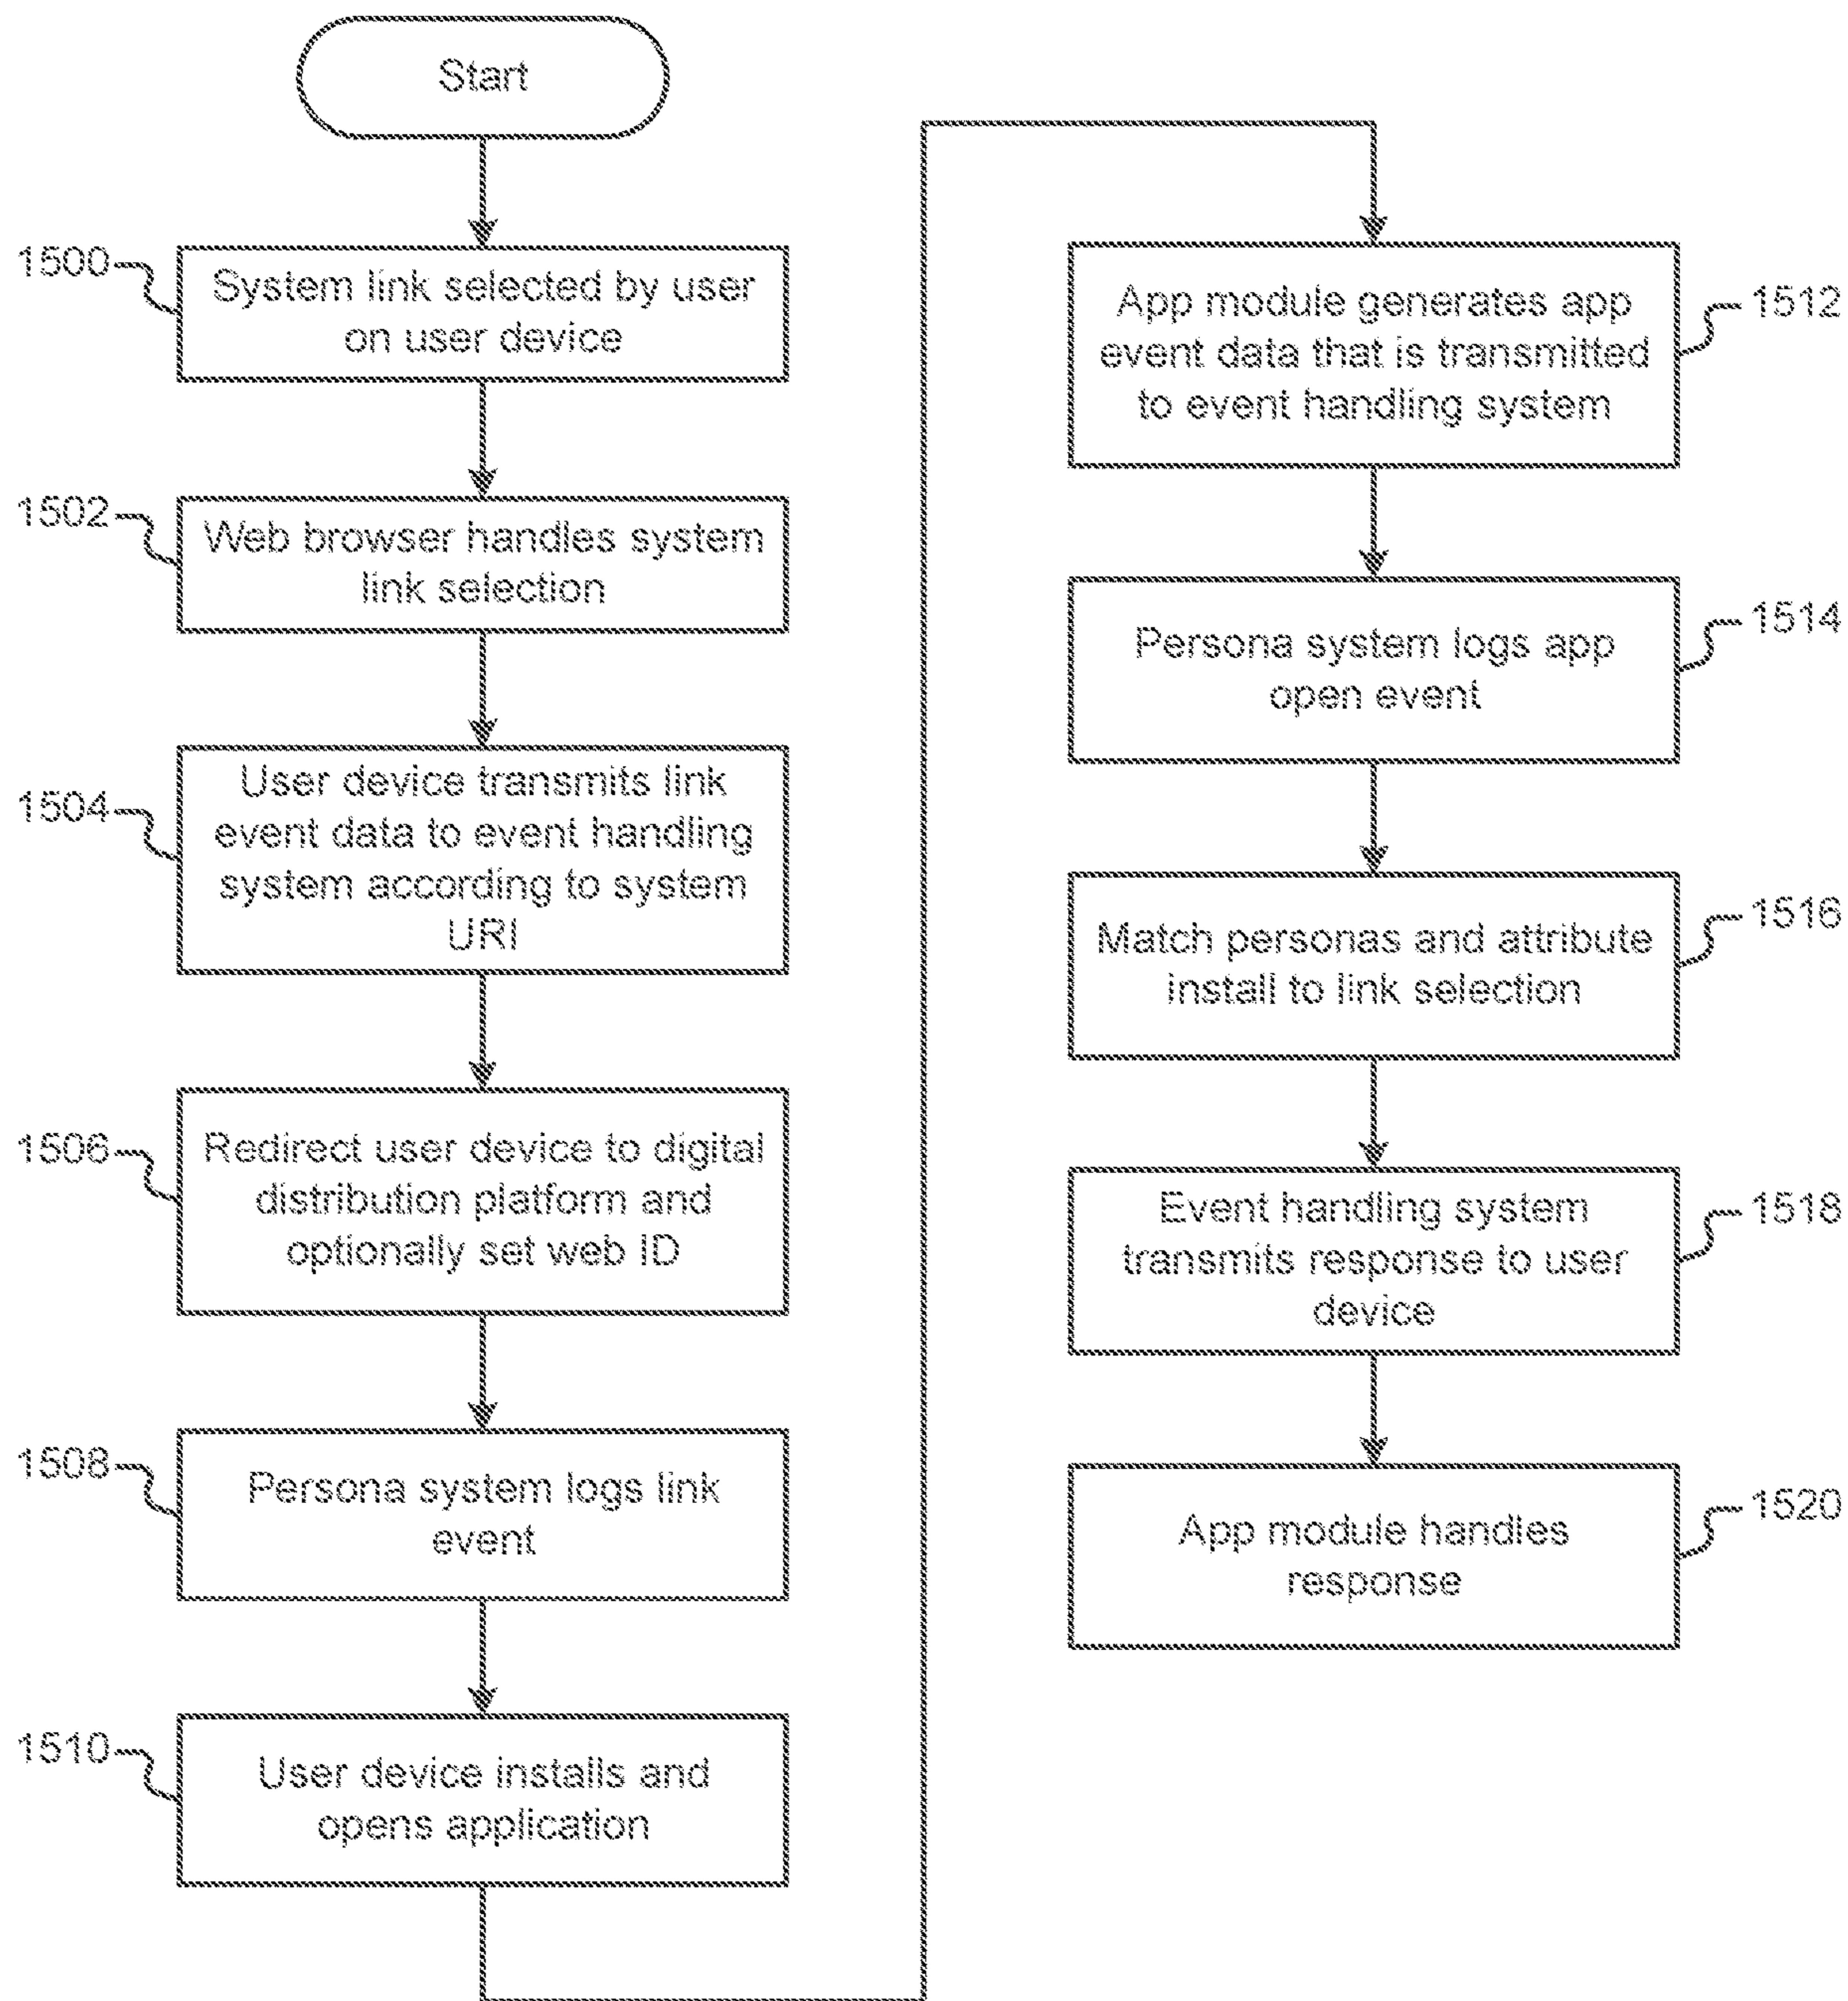 Start
1500
System link selected by user
on user device
1502
Web browser handles system
link selection
1504
User device transmits link
event data to event handling
system according to system
URI
1506
Redirect user device to digital
distribution platform and
optionally set web ID
1508
Persona system logs link
event
1510
User device installs and
opens application
1512
App module generates app
event data that is transmitted
to event handling system
1514
Persona system logs app
open event
1516
Match personas and attribute
install to link selection
1518
Event handling system
transmits response to user
device
1520
App module handles
response